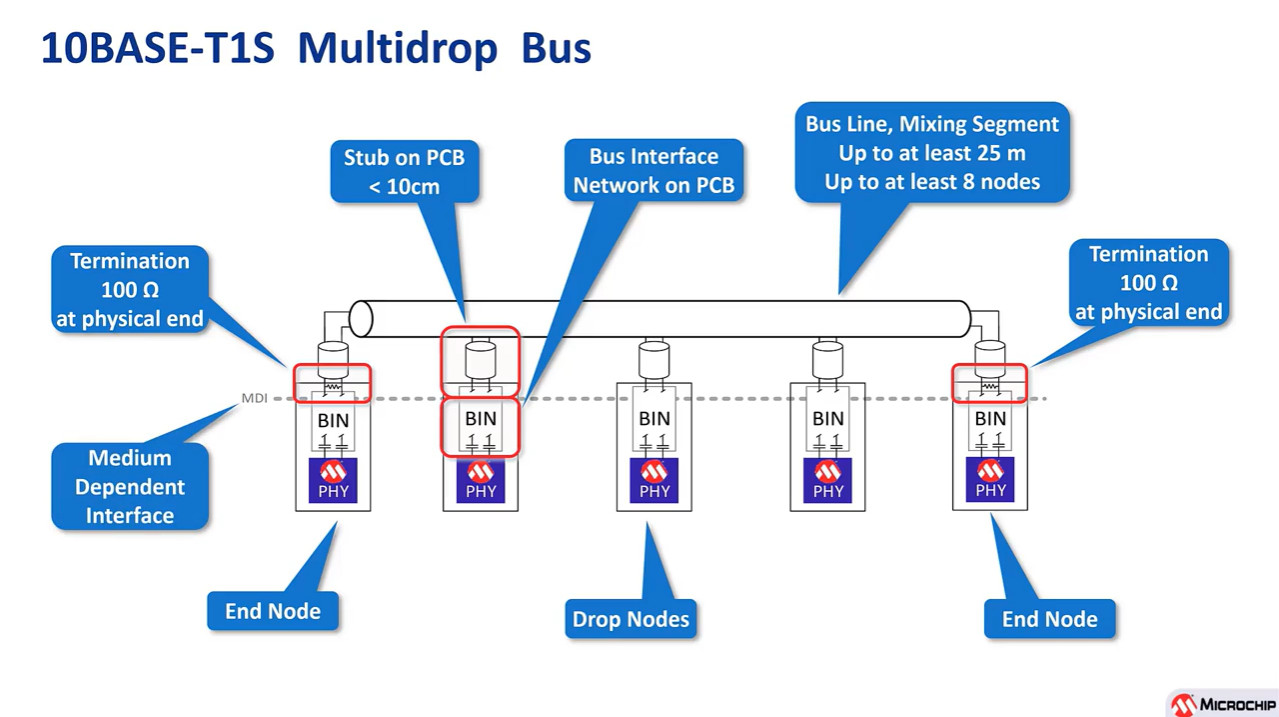 10BASE-T1S Multidrop Bus
Stub on PCB
< 10cm
Bus Interface
Network on PCB
Bus Line, Mixing Segment
Up to at least 25 m
Up to at least 8 nodes
Termination
100 Ω
at physical end
Termination
100 Ω
at physical end
MDI
BIN
BIN
BIN
BIN
BIN
PHY
PHY
PHY
PHY
PHY
Medium
Dependent
Interface
End Node
Drop Nodes
End Node
MICROCHIP